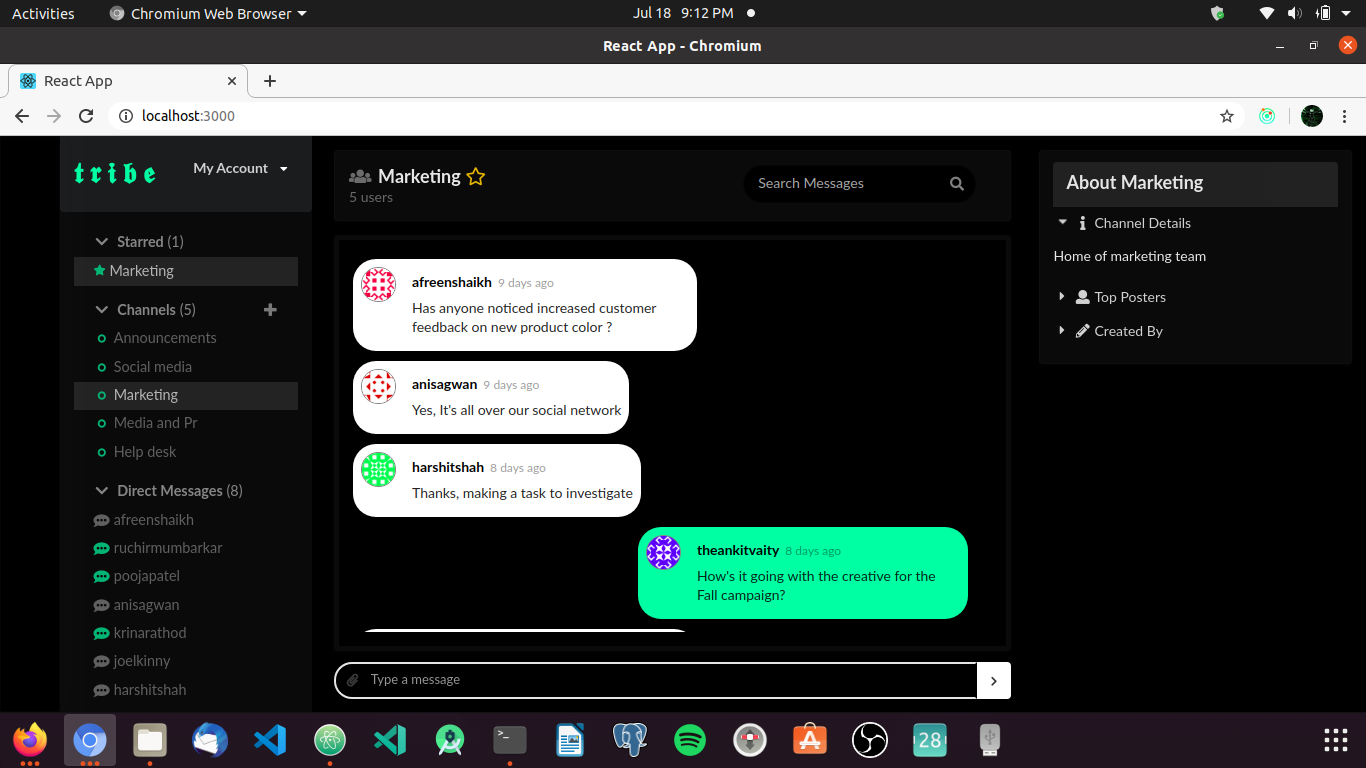 Activities
Chromium Web Browser
Jul 18 9:12 PM
React App - Chromium
React App
localhost:3000
tribe
My Account
Starred (1)
Marketing
Channels (5)
Announcements
Social media
Marketing
Media and Pr
Help desk
Direct Messages (8)
afreenshaikh
ruchirmumbarkar
poojapatel
anisagwan
krinarathod
joelkinny
harshitshah
Marketing
5 users
Search Messages
afreenshaikh 9 days ago
Has anyone noticed increased customer
feedback on new product color ?
anisagwan 9 days ago
Yes, It's all over our social network
harshitshah 8 days ago
Thanks, making a task to investigate
theankitvaity 8 days ago
How's it going with the creative for the
Fall campaign?
Type a message
About Marketing
Channel Details
Home of marketing team
Top Posters
Created By
28